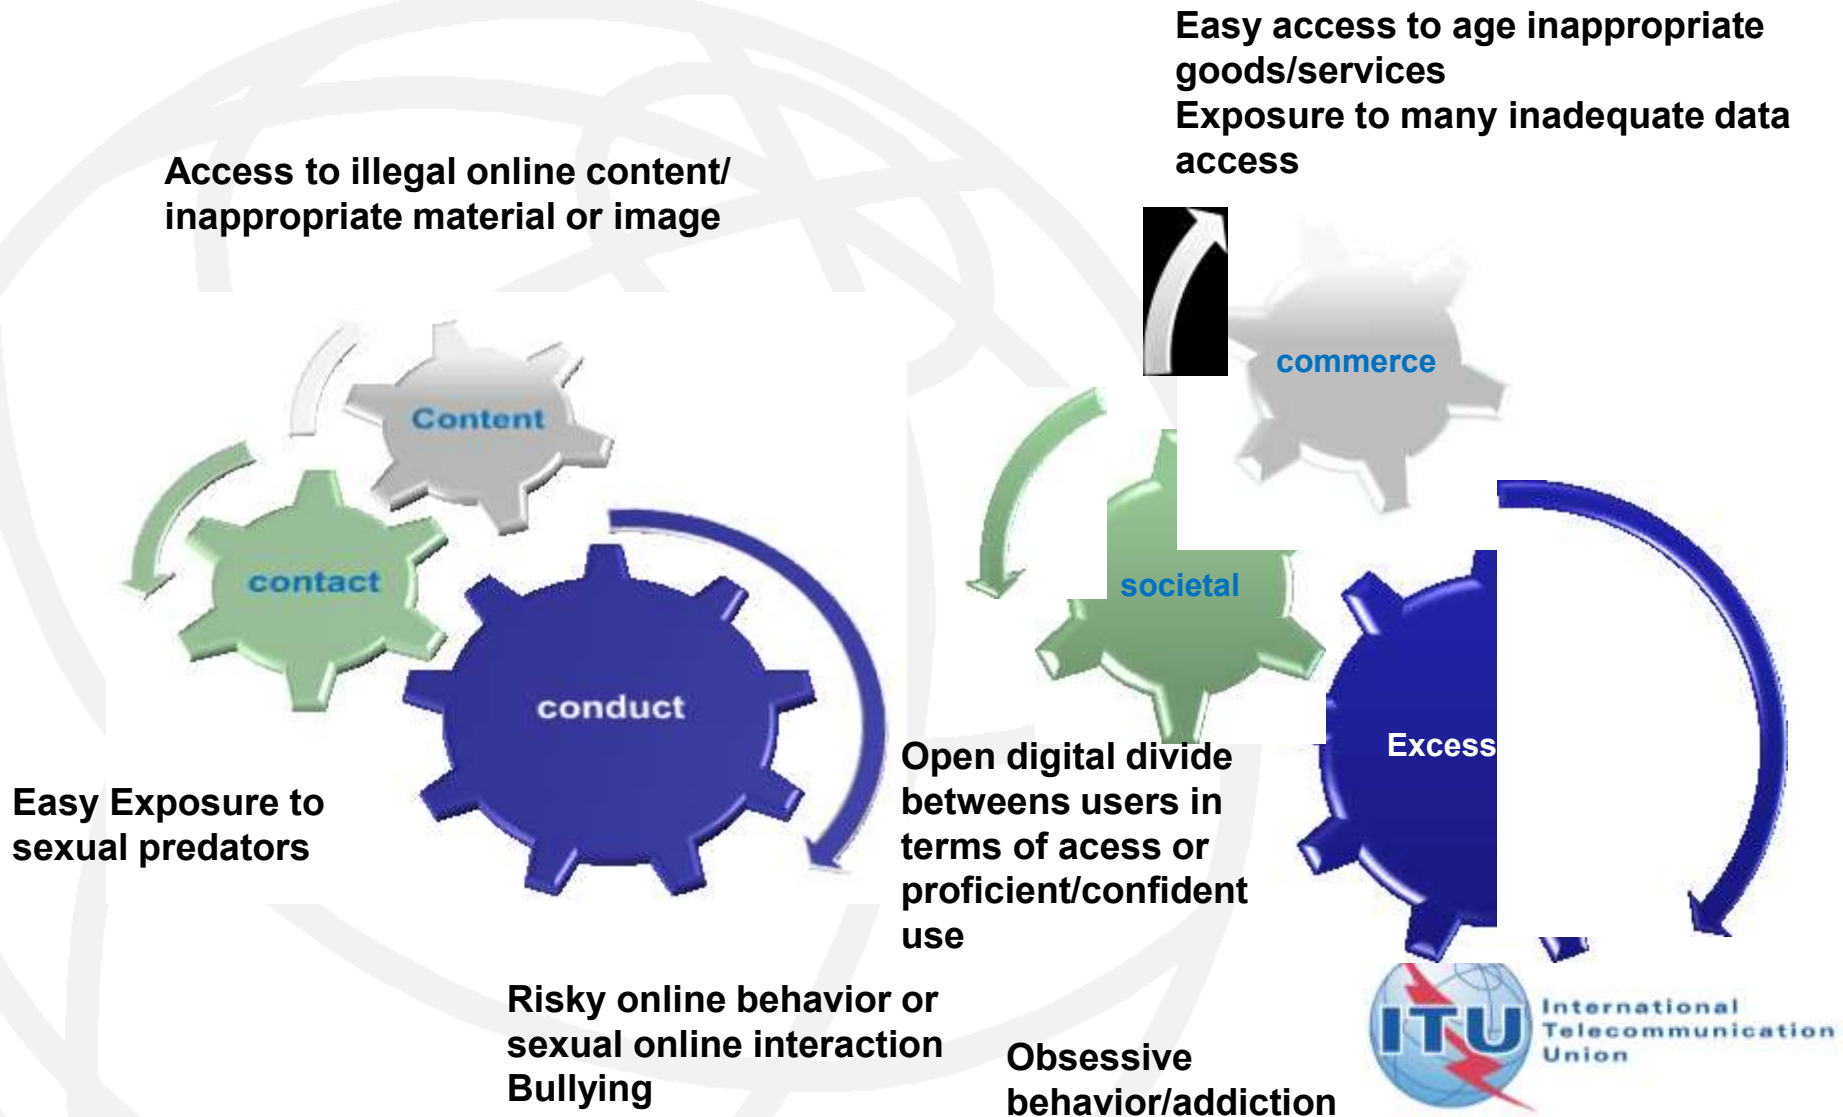 Easy access to age inappropriate
goods/services
Exposure to many inadequate data
access
Access to illegal online content/
inappropriate material or image
commerce
Content
contact
societal
conduct
Excess
Open digital divide
betweens users in
terms of acess or
proficient/confident
use
Easy Exposure to
sexual predators
Risky online behavior or
sexual online interaction
Bullying
Obsessive
behavior/addiction
ITU
International
Telecommunication
Union